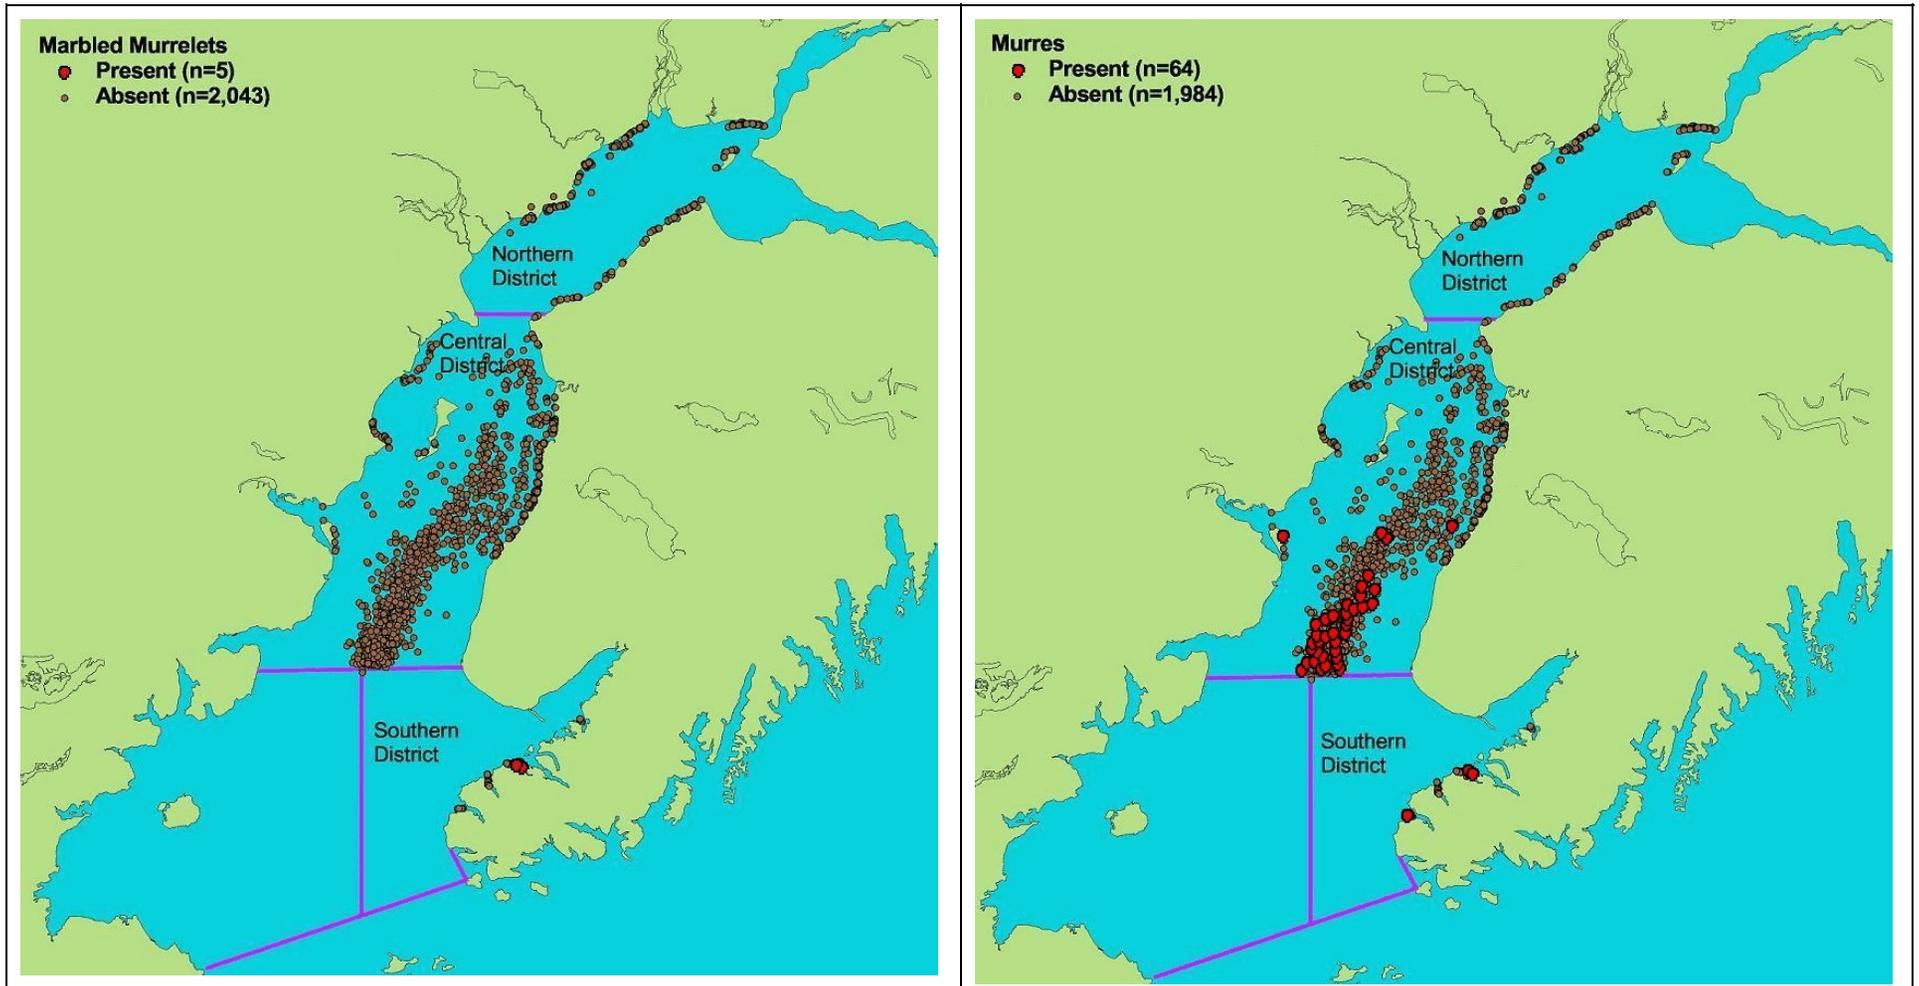 Marbled Murrelets
Present (n=5)
Absent (n=2,043)
Northern
District
Central
District
Southern
District
Murres
Present (n=64)
Absent (n=1,984)
Northern
District
Central
District
Southern
District